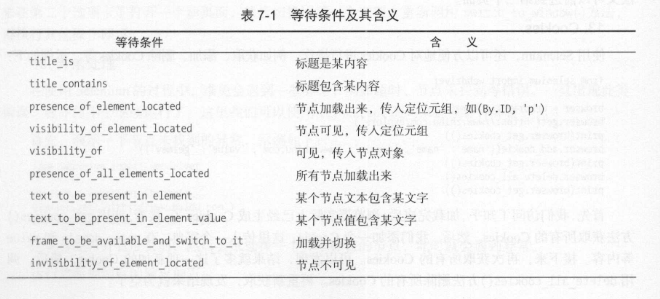 表 7-1 等待条件及其含义
等待条件 含 义
title_is 标题是某内容
title_contains 标题包含某内容
presence_of_element_located 节点加载出来，传入定位元组，如(By.ID, 'p')
visibility_of_element_located 节点可见，传入定位元组
visibility_of 可见，传入节点对象
presence_of_all_elements_located 所有节点加载出来
text_to_be_present_in_element 某个节点文本包含某文字
text_to_be_present_in_element_value 某个节点值包含某文字
frame_to_be_available_and_switch_to_it 加载并切换
invisibility_of_element_located 节点不可见